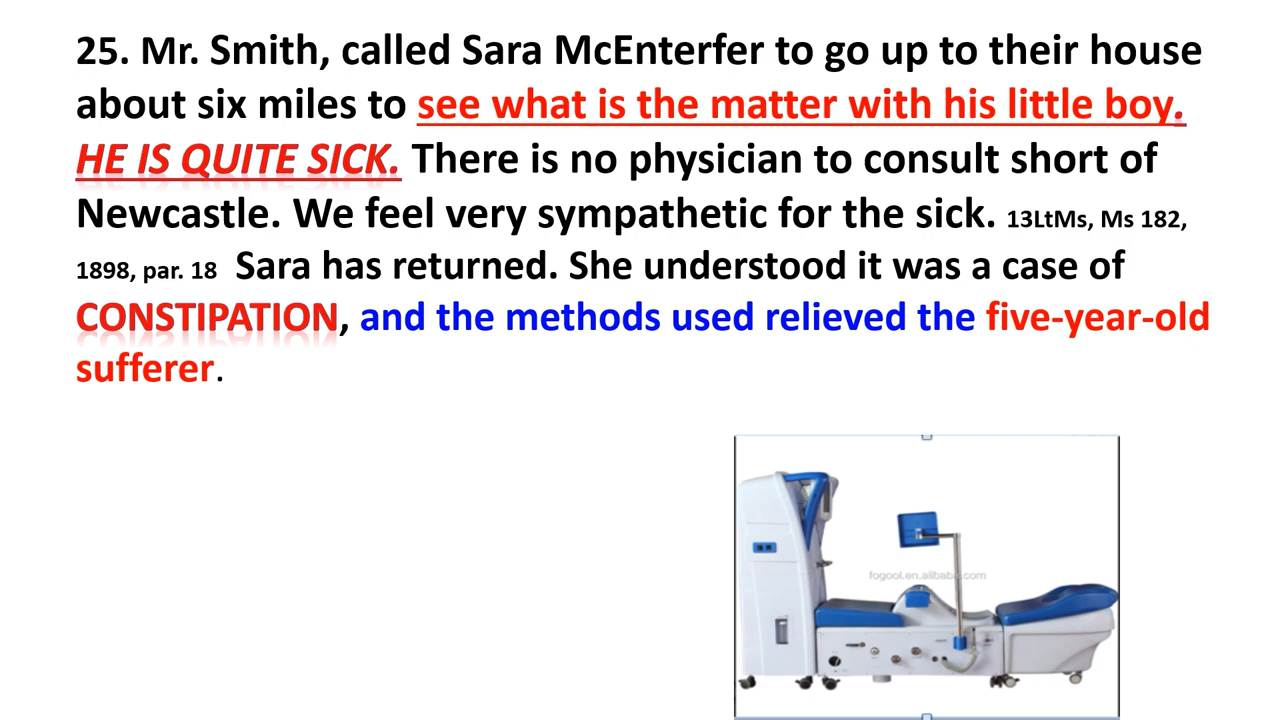 25. Mr. Smith, called Sara McEnterfer to go up to their house
about six miles to see what is the matter with his little boy.
HE IS QUITE SICK. There is no physician to consult short of
Newcastle. We feel very sympathetic for the sick. 13LtMs, Ms 182,
1898, par. 18 Sara has returned. She understood it was a case of
CONSTIPATION, and the methods used relieved the five-year-old
sufferer.
fogool.en.alibaba.com